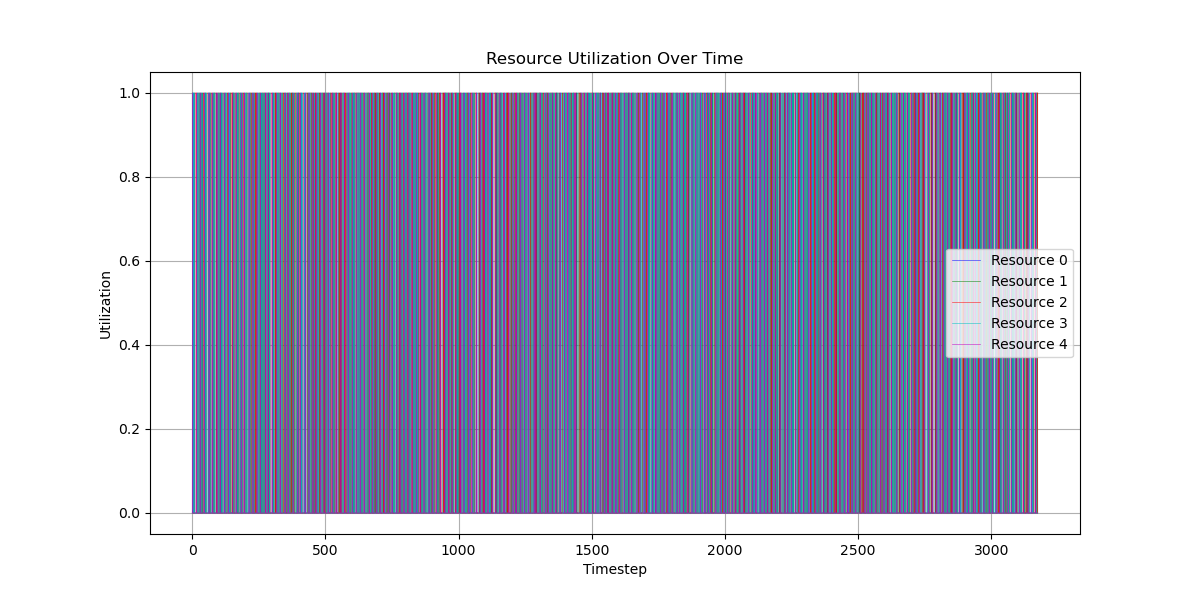 Resource Utilization Over Time
Utilization
1.0
0.8
0.6
0.4
0.2
0.0
Resource 0
Resource 1
Resource 2
Resource 3
Resource 4
0 500 1000 1500 2000 2500 3000
Timestep